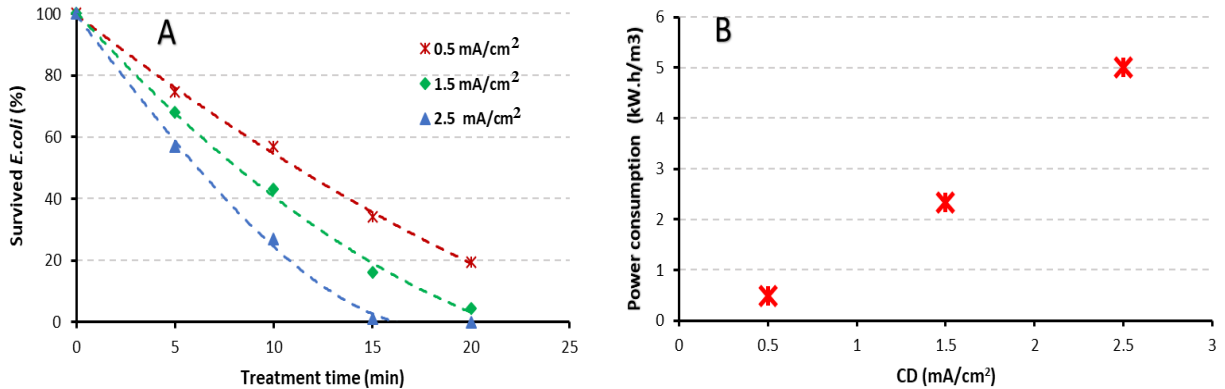 A
Survived E.coli (%)
100
80
60
40
20
0
0 5 10 15 20 25
Treatment time (min)
0.5 mA/cm²
1.5 mA/cm²
2.5 mA/cm²
B
Power consumption (kW.h/m3)
6
5
4
3
2
1
0
0 0.5 1 1.5 2 2.5 3
CD (mA/cm²)